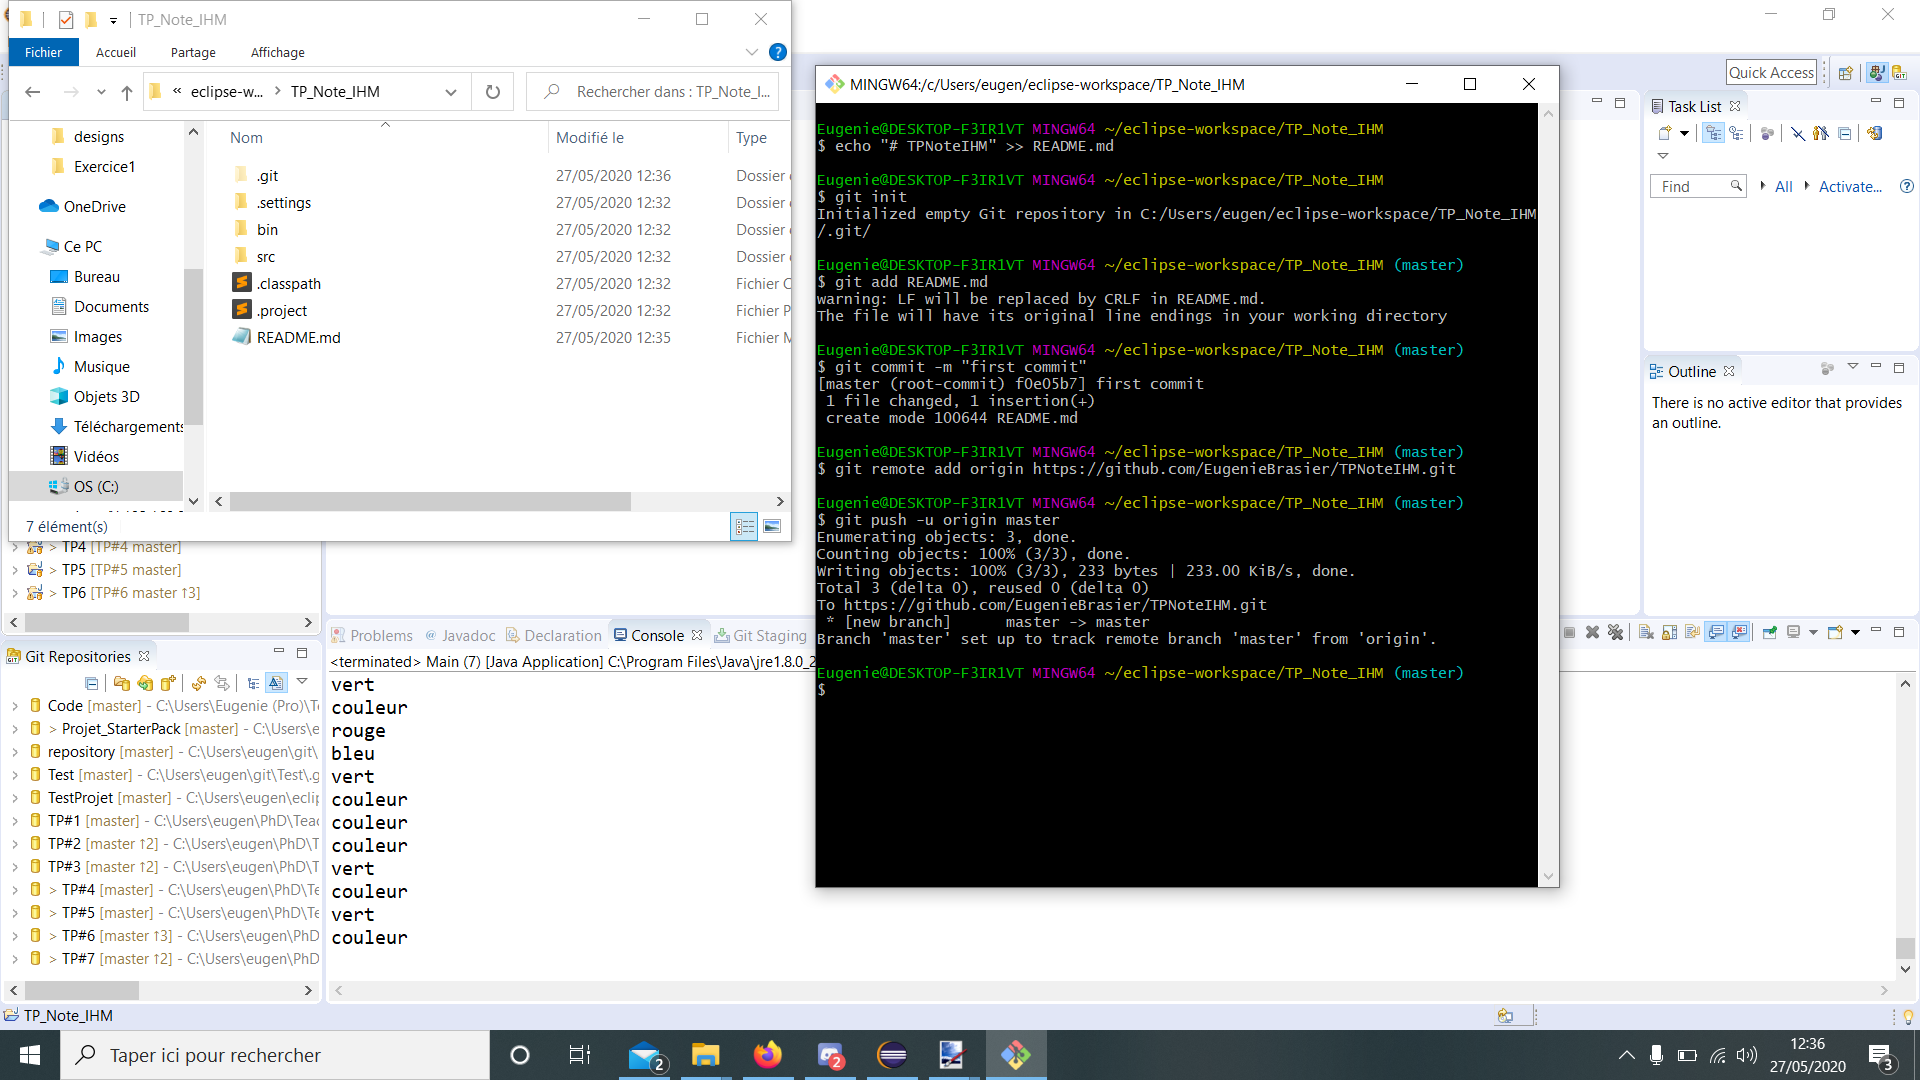 TP_Note_IHM
Fichier
Accueil
Partage
Affichage
?
« eclipse-w... > TP_Note_IHM
Rechercher dans : TP_Note_I...
designs
Exercice1
OneDrive
Ce PC
Bureau
Documents
Images
Musique
Objets 3D
Téléchargements
Vidéos
OS (C:)
Nom Modifié le Type
.git 27/05/2020 12:36 Dossier
.settings 27/05/2020 12:32 Dossier
bin 27/05/2020 12:32 Dossier
src 27/05/2020 12:32 Dossier
.classpath 27/05/2020 12:32 Fichier C
.project 27/05/2020 12:32 Fichier P
README.md 27/05/2020 12:35 Fichier M
7 élément(s)
> TP4 [TP#4 master]
> TP5 [TP#5 master]
> TP6 [TP#6 master ↑3]
Git Repositories
Code [master] - C:\Users\Eugenie (Pro)\T
> Projet_StarterPack [master] - C:\Users\e
repository [master] - C:\Users\eugen\git\
Test [master] - C:\Users\eugen\git\Test\.g
TestProjet [master] - C:\Users\eugen\eclip
TP#1 [master] - C:\Users\eugen\PhD\Teac
TP#2 [master ↑2] - C:\Users\eugen\PhD\T
TP#3 [master ↑2] - C:\Users\eugen\PhD\T
> TP#4 [master] - C:\Users\eugen\PhD\Te
> TP#5 [master] - C:\Users\eugen\PhD\Te
> TP#6 [master ↑3] - C:\Users\eugen\PhD
> TP#7 [master ↑2] - C:\Users\eugen\PhD
TP_Note_IHM
Problems
@ Javadoc
Declaration
Console
Git Staging
<terminated> Main (7) [Java Application] C:\Program Files\Java\jre1.8.0_2
vert
couleur
rouge
bleu
vert
couleur
couleur
couleur
vert
couleur
vert
couleur
MINGW64:/c/Users/eugen/eclipse-workspace/TP_Note_IHM
Eugenie@DESKTOP-F3IR1VT MINGW64 ~/eclipse-workspace/TP_Note_IHM
$ echo "# TPNoteIHM" >> README.md
Eugenie@DESKTOP-F3IR1VT MINGW64 ~/eclipse-workspace/TP_Note_IHM
$ git init
Initialized empty Git repository in C:/Users/eugen/eclipse-workspace/TP_Note_IHM
/.git/
Eugenie@DESKTOP-F3IR1VT MINGW64 ~/eclipse-workspace/TP_Note_IHM (master)
$ git add README.md
warning: LF will be replaced by CRLF in README.md.
The file will have its original line endings in your working directory
Eugenie@DESKTOP-F3IR1VT MINGW64 ~/eclipse-workspace/TP_Note_IHM (master)
$ git commit -m "first commit"
[master (root-commit) f0e05b7] first commit
1 file changed, 1 insertion(+)
create mode 100644 README.md
Eugenie@DESKTOP-F3IR1VT MINGW64 ~/eclipse-workspace/TP_Note_IHM (master)
$ git remote add origin https://github.com/EugenieBrasier/TPNoteIHM.git
Eugenie@DESKTOP-F3IR1VT MINGW64 ~/eclipse-workspace/TP_Note_IHM (master)
$ git push -u origin master
Enumerating objects: 3, done.
Counting objects: 100% (3/3), done.
Writing objects: 100% (3/3), 233 bytes | 233.00 KiB/s, done.
Total 3 (delta 0), reused 0 (delta 0)
To https://github.com/EugenieBrasier/TPNoteIHM.git
* [new branch] master -> master
Branch 'master' set up to track remote branch 'master' from 'origin'.
Eugenie@DESKTOP-F3IR1VT MINGW64 ~/eclipse-workspace/TP_Note_IHM (master)
$
Quick Access
Task List
Find
All
Activate...
?
Outline
There is no active editor that provides
an outline.
Taper ici pour rechercher
2
2
12:36
27/05/2020
3